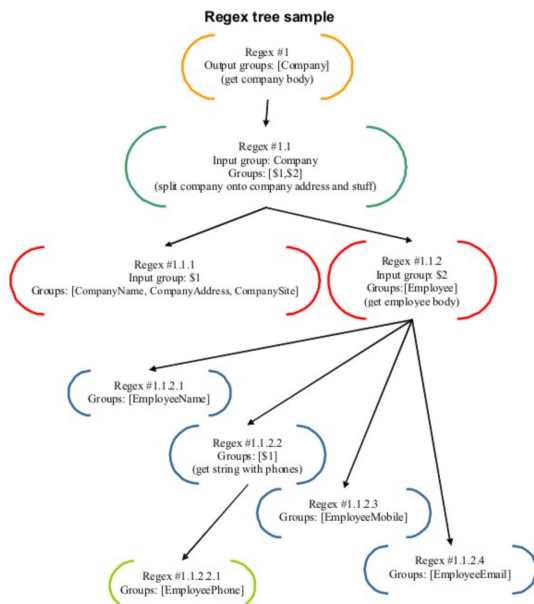 Regex tree sample
Regex #1
Output groups: [Company]
(get company body)
Regex #1.1
Input group: Company
Groups: [$1,$2]
(split company onto company address and stuff)
Regex #1.1.1
Input group: $1
Groups: [CompanyName, CompanyAddress, CompanySite]
Regex #1.1.2
Input group: $2
Groups:[Employee]
(get employee body)
Regex #1.1.2.1
Groups: [EmployeeName]
Regex #1.1.2.2
Groups: [$1]
(get string with phones)
Regex #1.1.2.3
Groups: [EmployeeMobile]
Regex #1.1.2.4
Groups: [EmployeeEmail]
Regex #1.1.2.2.1
Groups: [EmployeePhone]